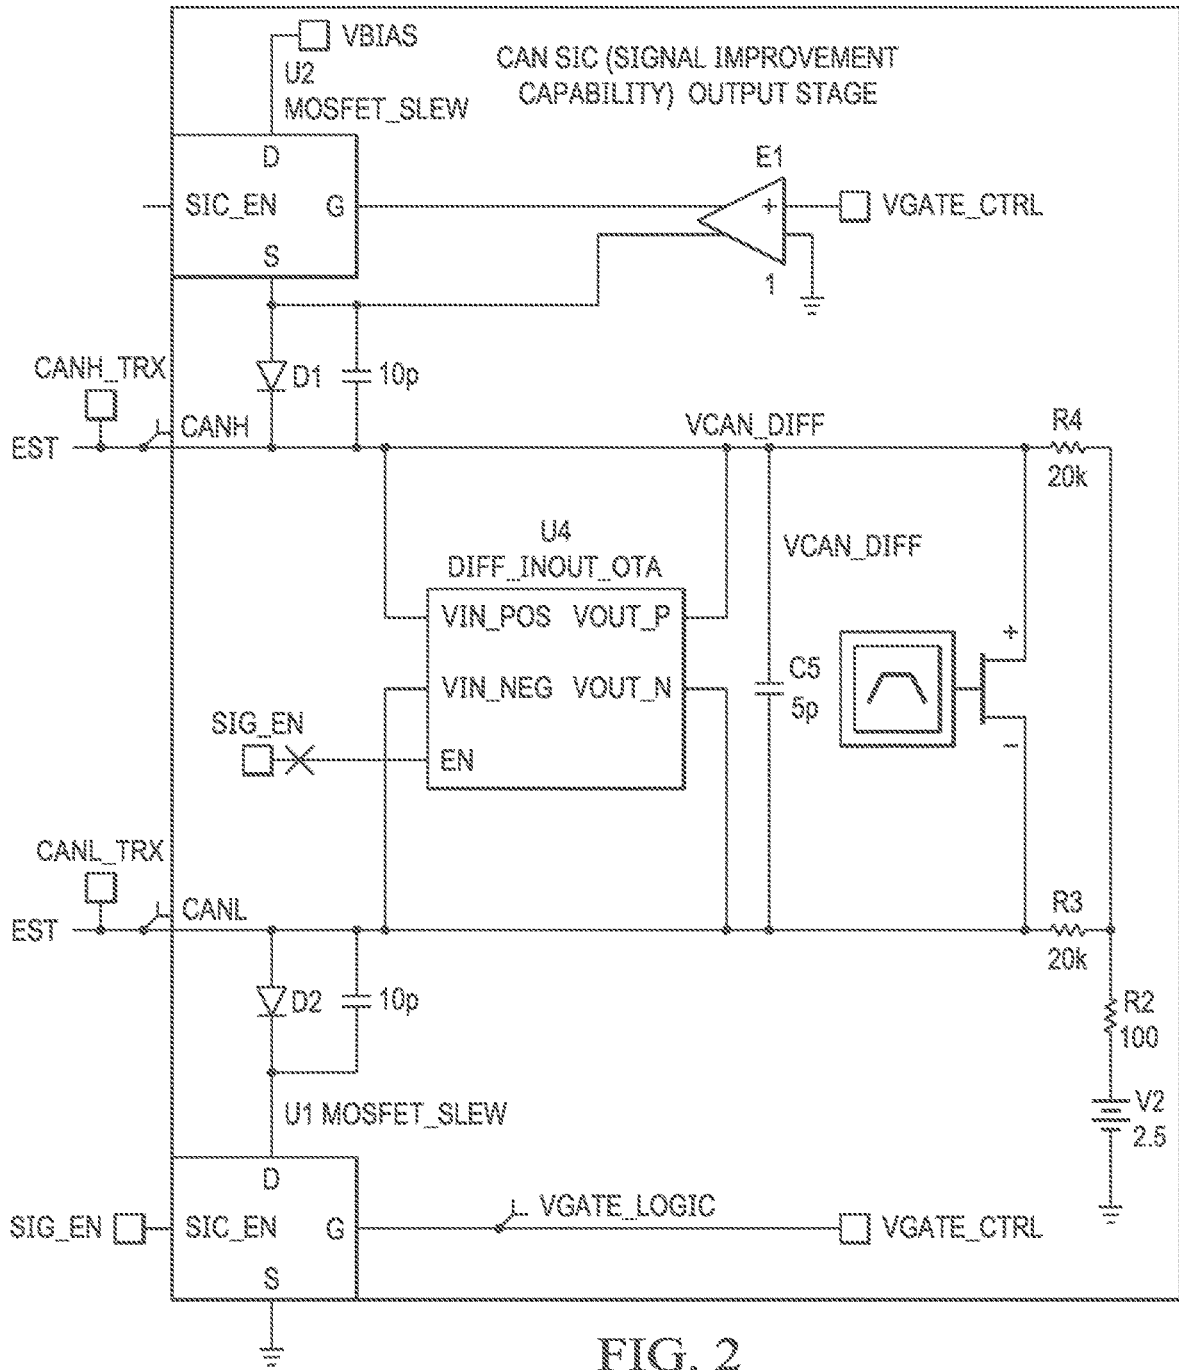 VBIAS
U2
MOSFET_SLEW
CAN SIC (SIGNAL IMPROVEMENT
CAPABILITY) OUTPUT STAGE
D
SIC_EN
G
S
E1
+
1
VGATE_CTRL
CANH_TRX
EST
CANH
D1
10p
VCAN_DIFF
R4
20k
U4
DIFF_INOUT_OTA
VIN_POS VOUT_P
VIN_NEG VOUT_N
EN
SIG_EN
VCAN_DIFF
C5
5p
+
–
CANL_TRX
EST
CANL
D2
10p
R3
20k
R2
100
V2
2.5
U1 MOSFET_SLEW
D
SIG_EN
SIC_EN
G
S
VGATE_LOGIC
VGATE_CTRL
FIG. 2